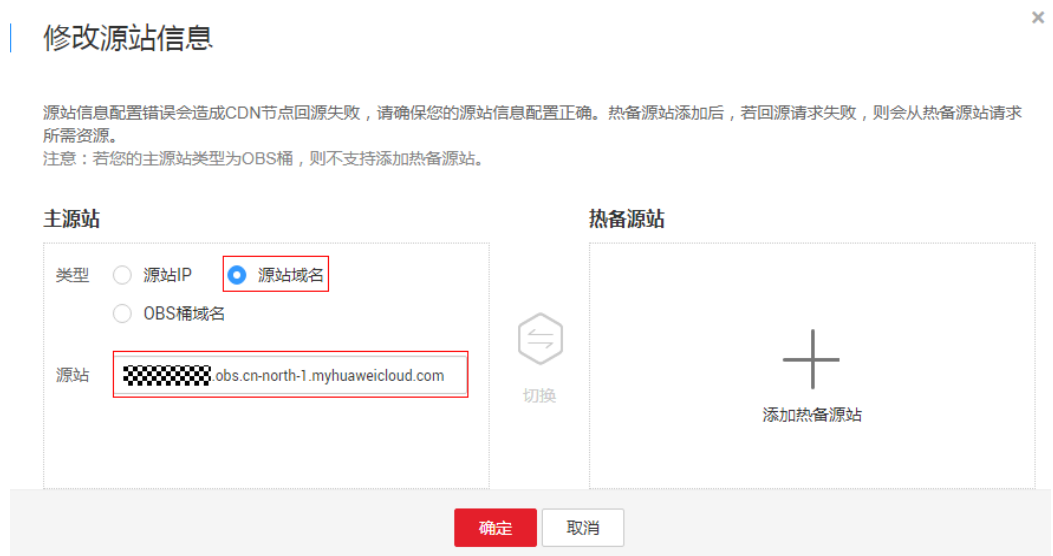 修改源站信息
×
源站信息配置错误会造成CDN节点回源失败，请确保您的源站信息配置正确。热备源站添加后，若回源请求失败，则会从热备源站请求
所需资源。
注意：若您的主源站类型为OBS桶，则不支持添加热备源站。
主源站
热备源站
类型 源站IP 源站域名
OBS桶域名
源站 .obs.cn-north-1.myhuaweicloud.com
切换
添加热备源站
确定 取消